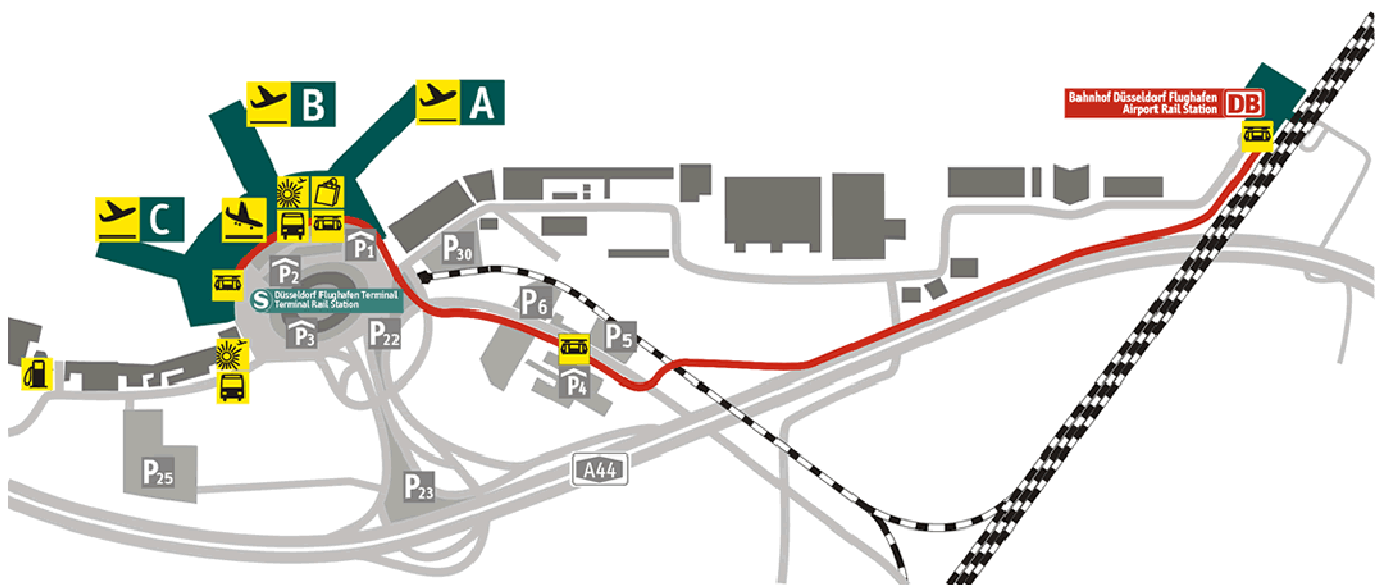 B
A
Bahnhof Düsseldorf Flughafen
Airport Rail Station
DB
C
P1
P30
P2
S
Düsseldorf Flughafen Terminal
Terminal Rail Station
P6
P3
P22
P5
P4
A44
P25
P23